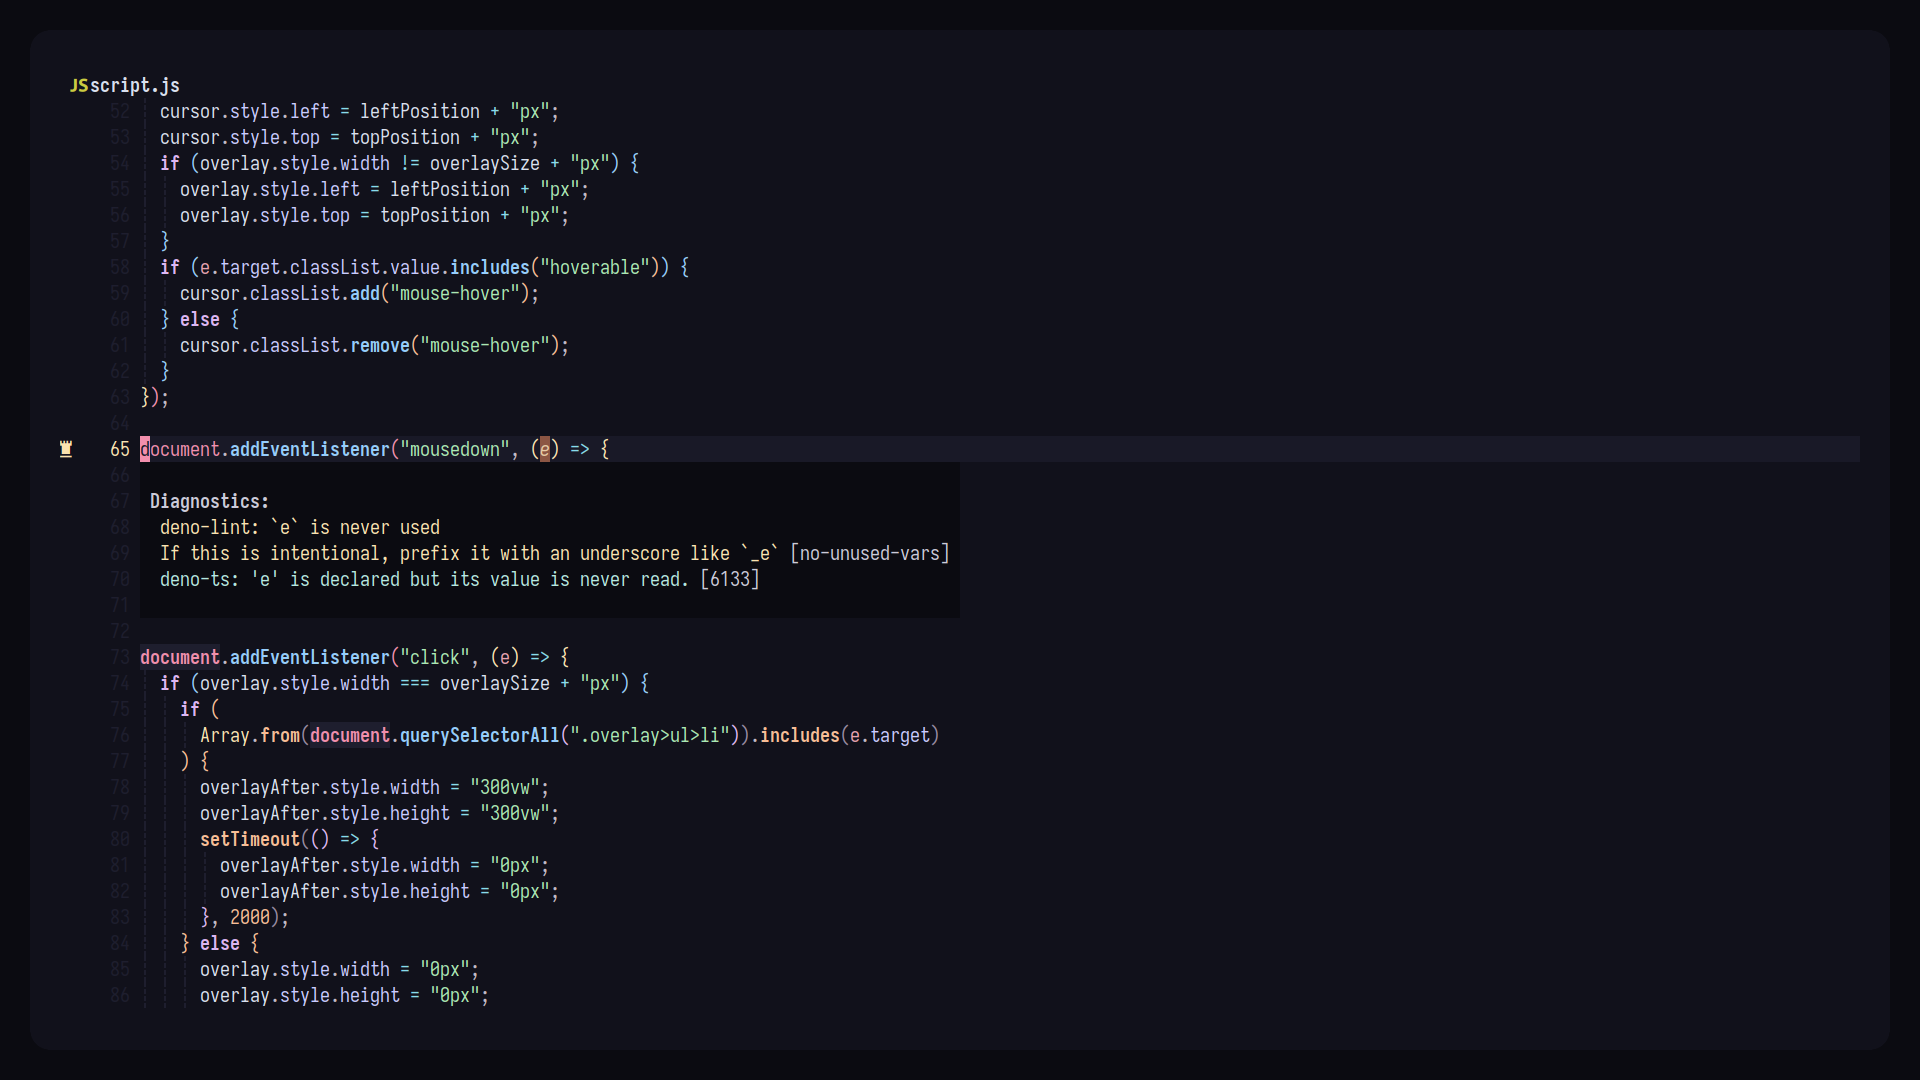 JS script.js
52 cursor.style.left = leftPosition + "px";
53 cursor.style.top = topPosition + "px";
54 if (overlay.style.width != overlaySize + "px") {
55 overlay.style.left = leftPosition + "px";
56 overlay.style.top = topPosition + "px";
57 }
58 if (e.target.classList.value.includes("hoverable")) {
59 cursor.classList.add("mouse-hover");
60 } else {
61 cursor.classList.remove("mouse-hover");
62 }
63 });
64
65 document.addEventListener("mousedown", (e) => {
66
67 Diagnostics:
68 deno-lint: `e` is never used
69 If this is intentional, prefix it with an underscore like `_e` [no-unused-vars]
70 deno-ts: 'e' is declared but its value is never read. [6133]
71
72
73 document.addEventListener("click", (e) => {
74 if (overlay.style.width === overlaySize + "px") {
75 if (
76 Array.from(document.querySelectorAll(".overlay>ul>li")).includes(e.target)
77 ) {
78 overlayAfter.style.width = "300vw";
79 overlayAfter.style.height = "300vw";
80 setTimeout(() => {
81 overlayAfter.style.width = "0px";
82 overlayAfter.style.height = "0px";
83 }, 2000);
84 } else {
85 overlay.style.width = "0px";
86 overlay.style.height = "0px";